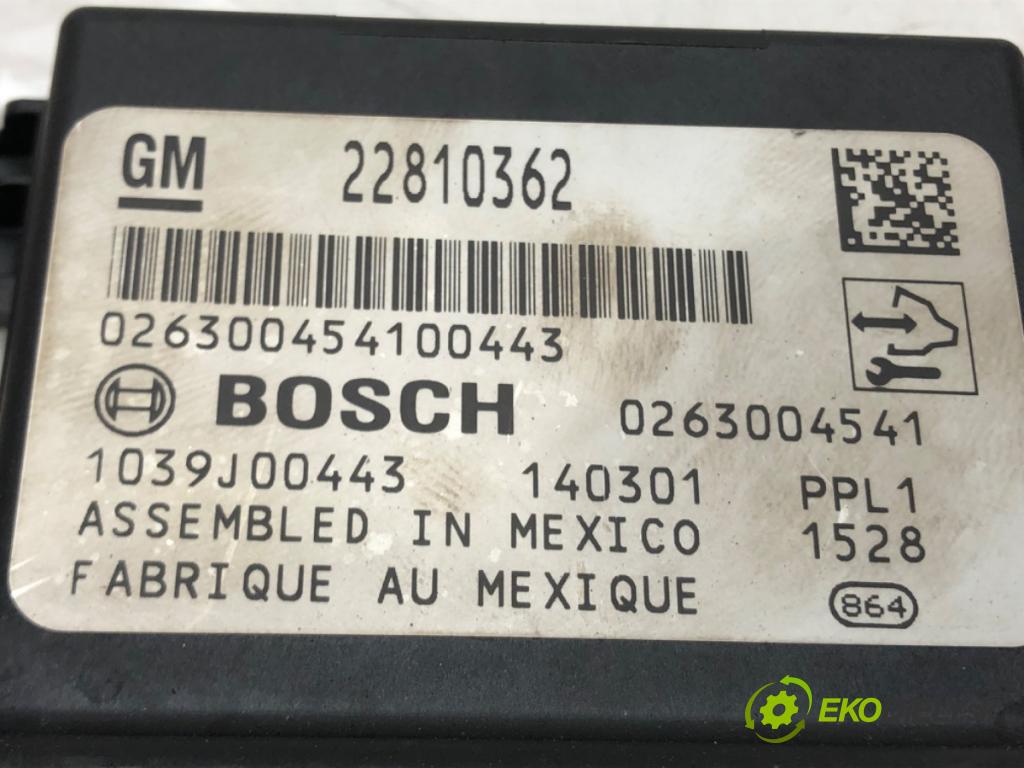 GM 22810362
026300454100443
BOSCH 0263004541
1039J00443 140301 PPL1
ASSEMBLED IN MEXICO 1528
FABRIQUE AU MEXIQUE 864
EKO